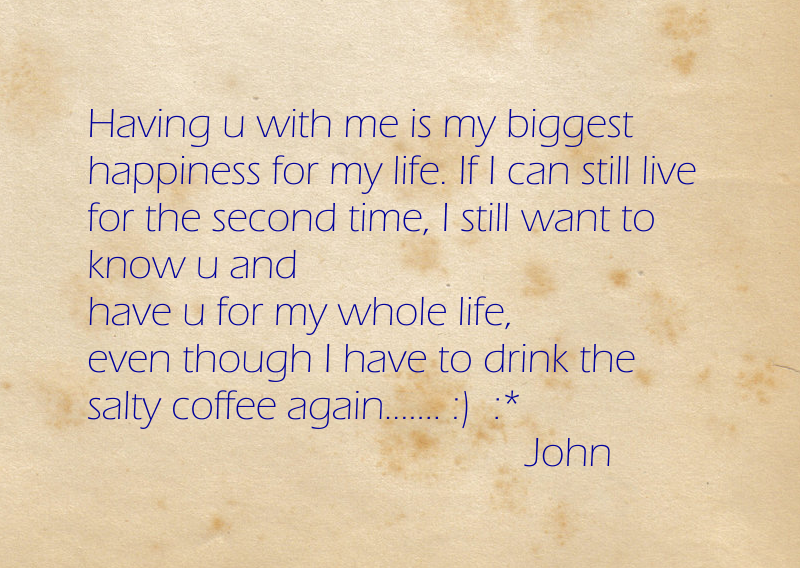 Having u with me is my biggest
happiness for my life. If I can still live
for the second time, I still want to
know u and
have u for my whole life,
even though I have to drink the
salty coffee again....... :)  :*
John